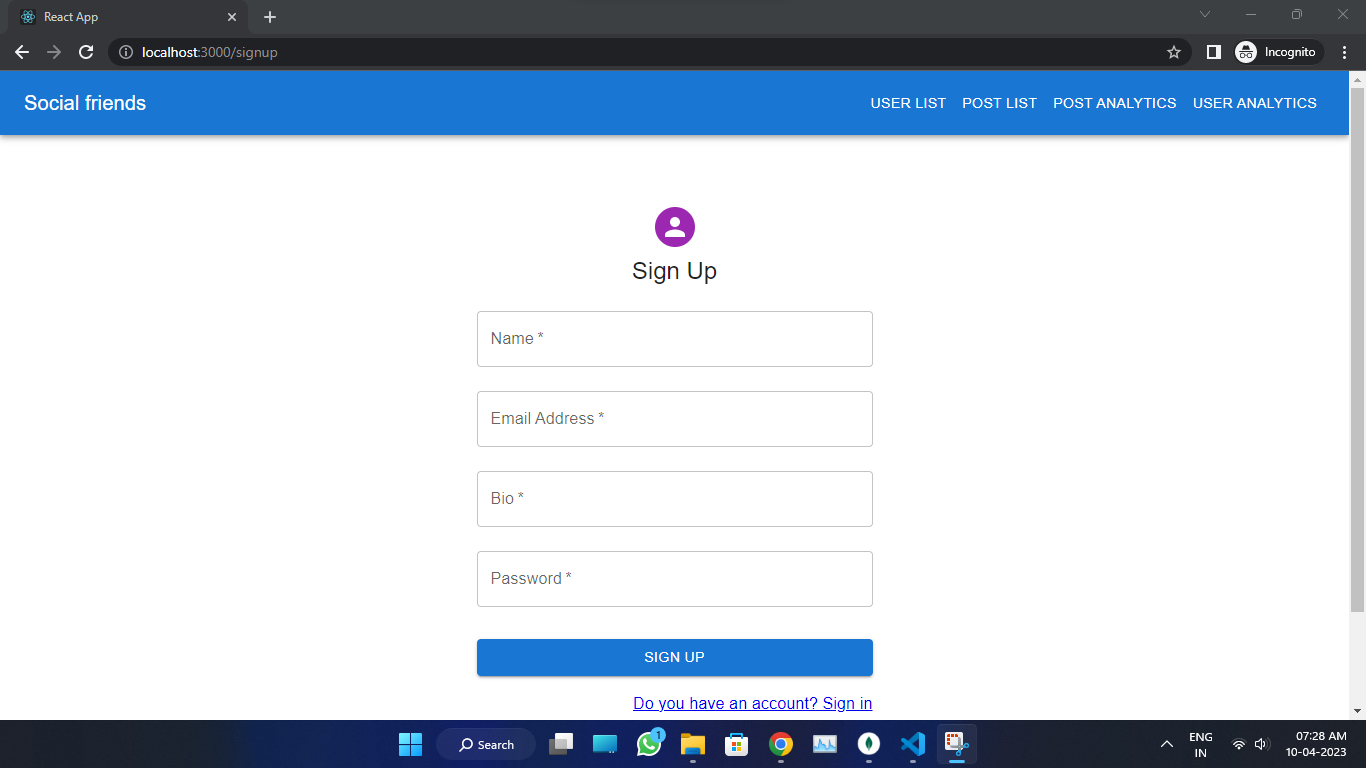 React App
localhost:3000/signup
Incognito
Social friends
USER LIST POST LIST POST ANALYTICS USER ANALYTICS
Sign Up
Name *
Email Address *
Bio *
Password *
SIGN UP
Do you have an account? Sign in
Search
1
ENG
IN
07:28 AM
10-04-2023